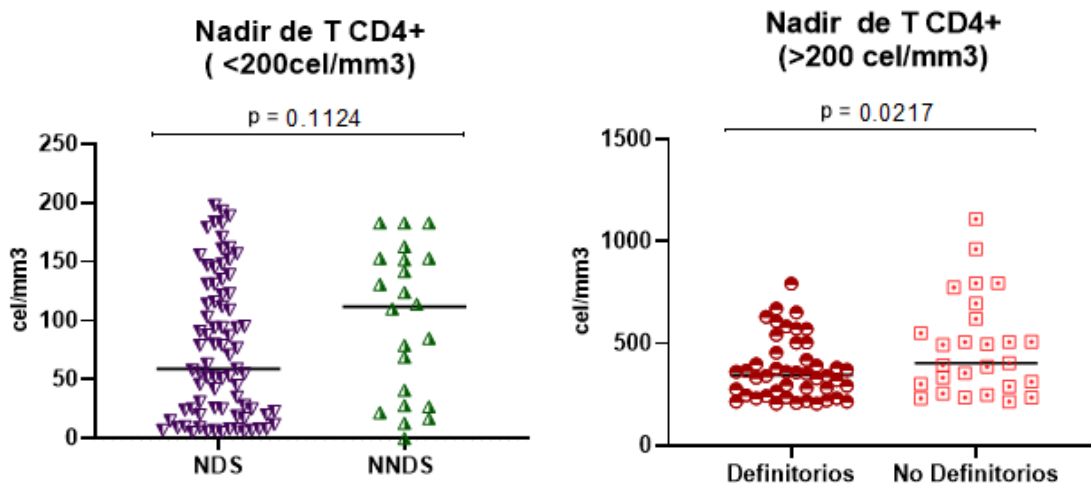 Nadir de T CD4+
( <200cel/mm3)
p = 0.1124
250
200
150
100
50
0
cel/mm3
NDS
NNDS
Nadir de T CD4+
(>200 cel/mm3)
p = 0.0217
1500
1000
500
0
cel/mm3
Definitorios
No Definitorios